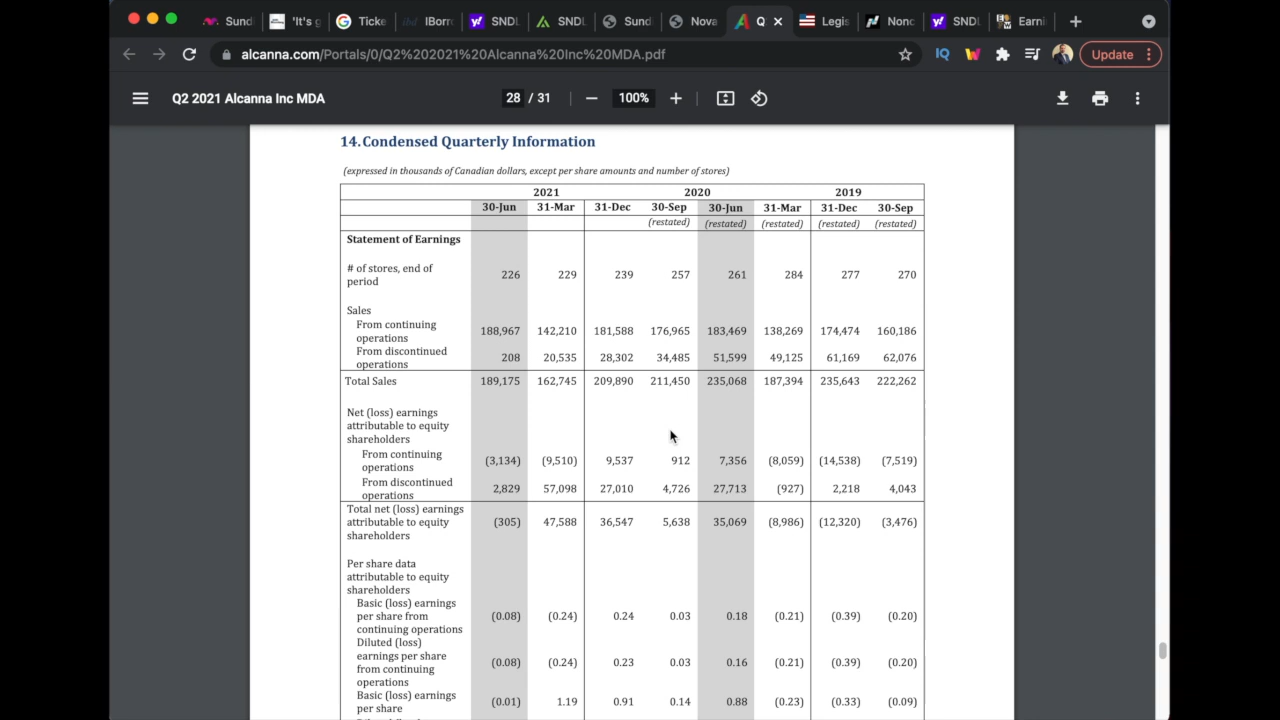 Sundi
'It's g
Ticke
IBorro
SNDL
SNDL
Sundi
Nova
Q
Legis
Nonc
SNDL
Earni
alcanna.com/Portals/0/Q2%202021%20Alcanna%20Inc%20MDA.pdf
IQ
Update
Q2 2021 Alcanna Inc MDA
28 / 31
100%
14. Condensed Quarterly Information
(expressed in thousands of Canadian dollars, except per share amounts and number of stores)
2021 2020 2019
30-Jun 31-Mar 31-Dec 30-Sep 30-Jun 31-Mar 31-Dec 30-Sep
(restated) (restated) (restated) (restated) (restated)
Statement of Earnings
# of stores, end of
period
226 229 239 257 261 284 277 270
Sales
From continuing
operations
188,967 142,210 181,588 176,965 183,469 138,269 174,474 160,186
From discontinued
operations
208 20,535 28,302 34,485 51,599 49,125 61,169 62,076
Total Sales 189,175 162,745 209,890 211,450 235,068 187,394 235,643 222,262
Net (loss) earnings
attributable to equity
shareholders
From continuing
operations
(3,134) (9,510) 9,537 912 7,356 (8,059) (14,538) (7,519)
From discontinued
operations
2,829 57,098 27,010 4,726 27,713 (927) 2,218 4,043
Total net (loss) earnings
attributable to equity
shareholders
(305) 47,588 36,547 5,638 35,069 (8,986) (12,320) (3,476)
Per share data
attributable to equity
shareholders
Basic (loss) earnings
per share from
continuing operations
(0.08) (0.24) 0.24 0.03 0.18 (0.21) (0.39) (0.20)
Diluted (loss)
earnings per share
from continuing
operations
(0.08) (0.24) 0.23 0.03 0.16 (0.21) (0.39) (0.20)
Basic (loss) earnings
per share
(0.01) 1.19 0.91 0.14 0.88 (0.23) (0.33) (0.09)